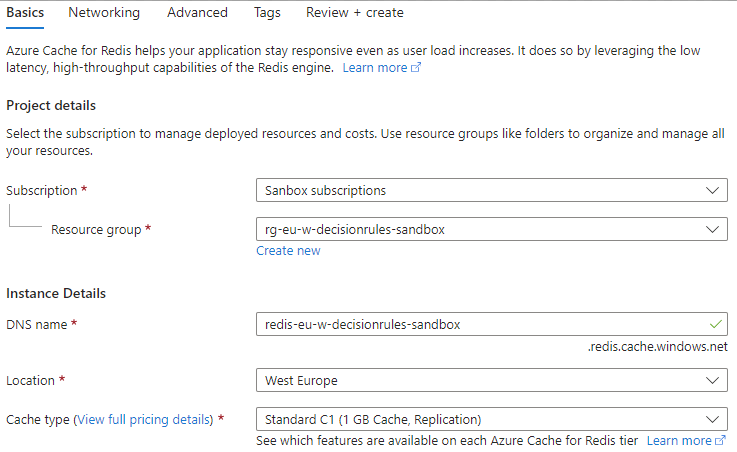 Basics Networking Advanced Tags Review + create
Azure Cache for Redis helps your application stay responsive even as user load increases. It does so by leveraging the low
latency, high-throughput capabilities of the Redis engine. Learn more
Project details
Select the subscription to manage deployed resources and costs. Use resource groups like folders to organize and manage all
your resources.
Subscription * Sanbox subscriptions
Resource group * rg-eu-w-decisionrules-sandbox
Create new
Instance Details
DNS name * redis-eu-w-decisionrules-sandbox
.redis.cache.windows.net
Location * West Europe
Cache type (View full pricing details) * Standard C1 (1 GB Cache, Replication)
See which features are available on each Azure Cache for Redis tier Learn more